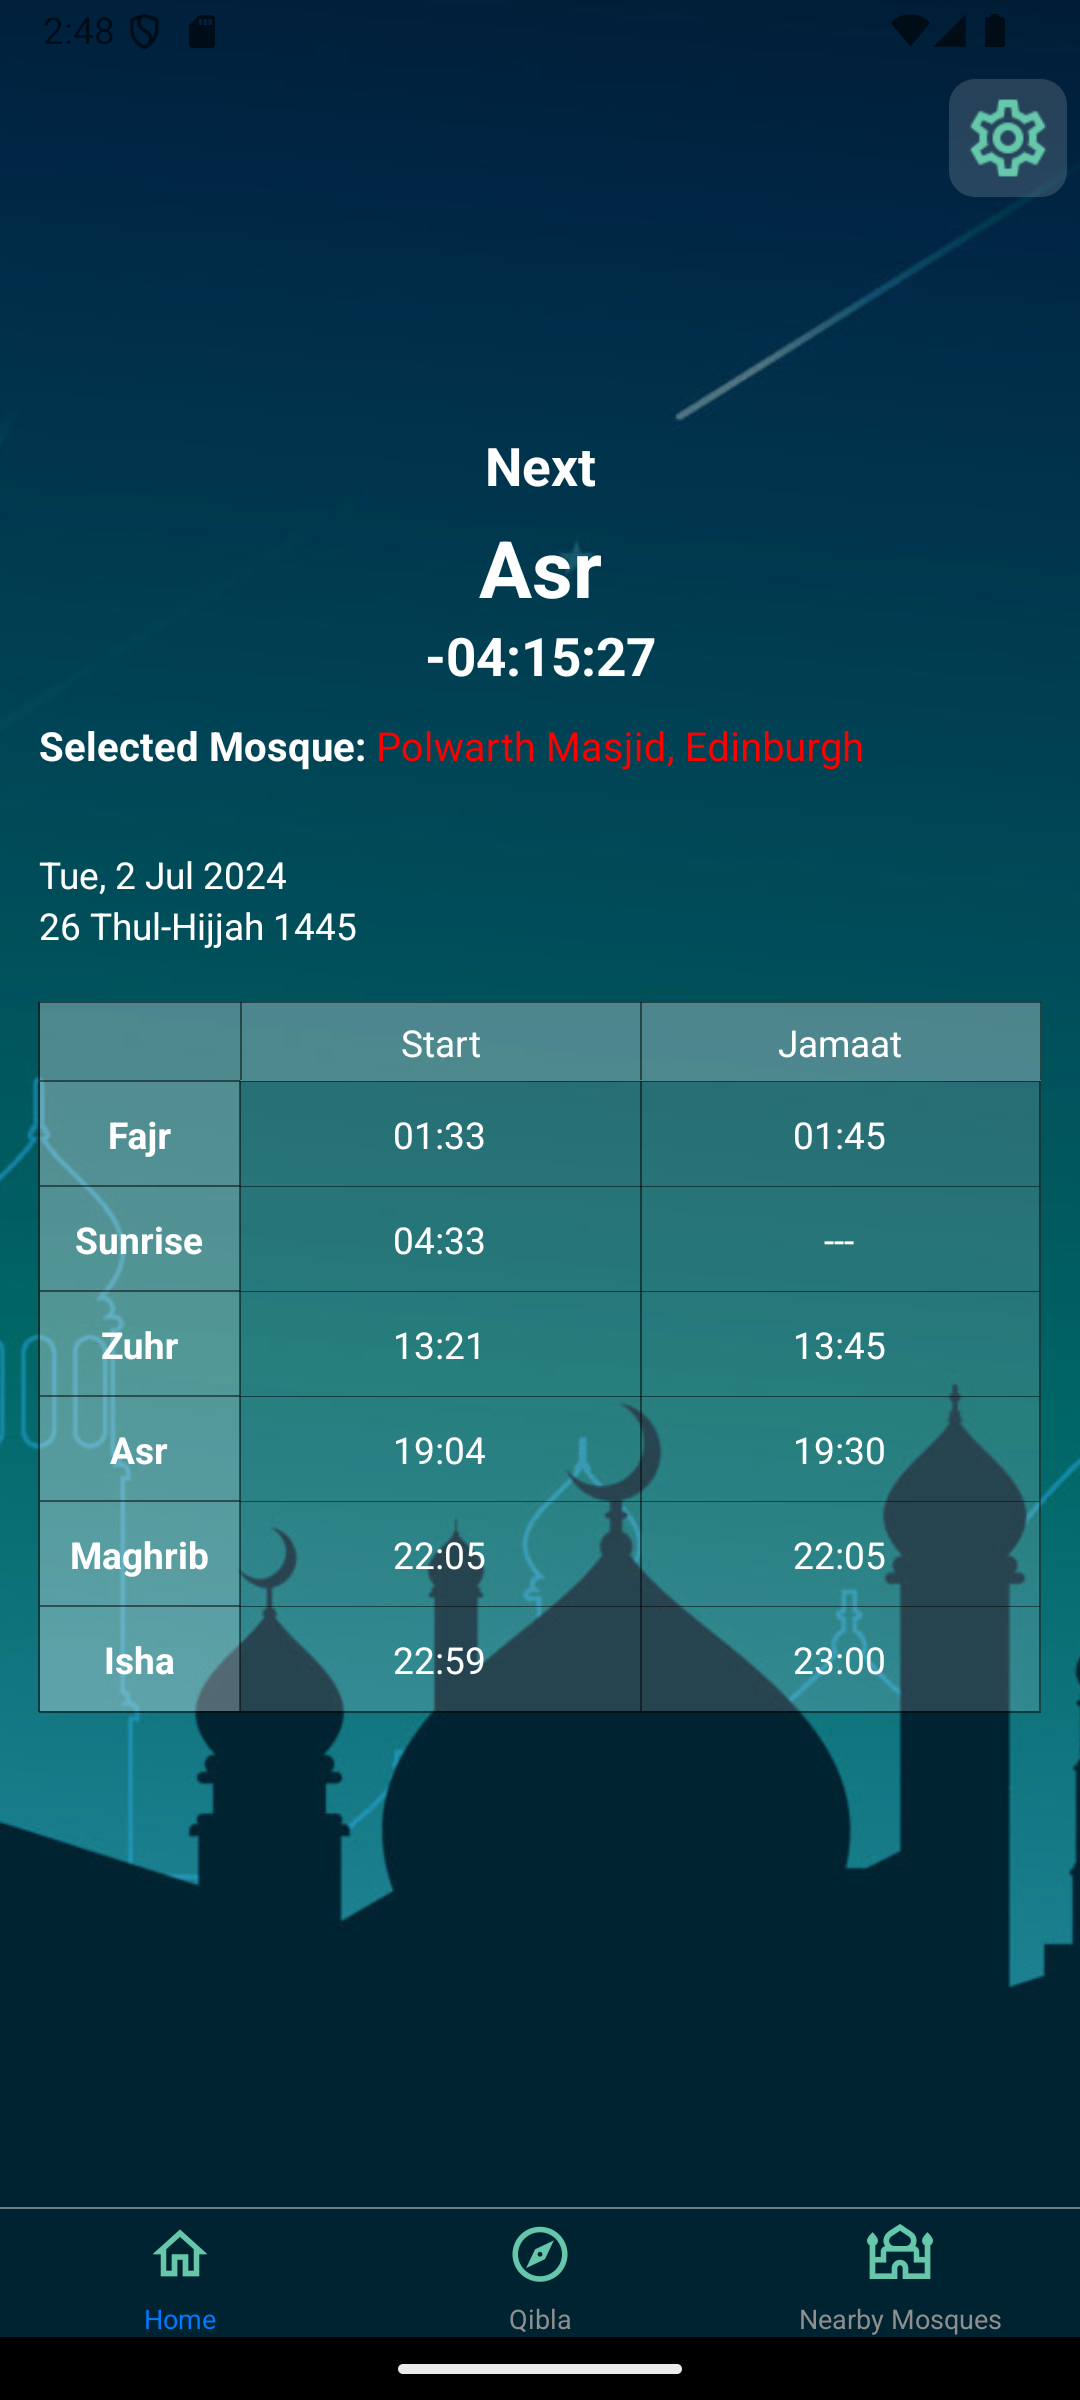 2:48
Next
Asr
-04:15:27
Selected Mosque: Polwarth Masjid, Edinburgh
Tue, 2 Jul 2024
26 Thul-Hijjah 1445
Start Jamaat
Fajr 01:33 01:45
Sunrise 04:33 ---
Zuhr 13:21 13:45
Asr 19:04 19:30
Maghrib 22:05 22:05
Isha 22:59 23:00
Home Qibla Nearby Mosques